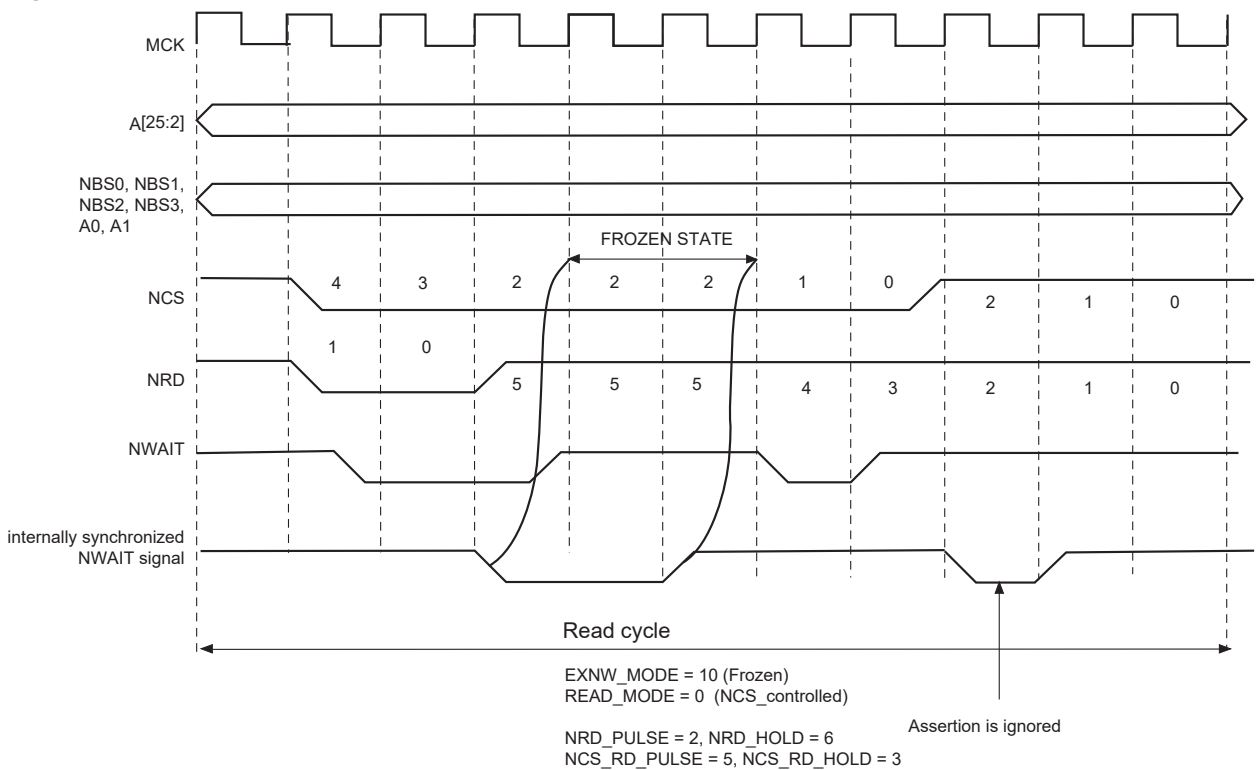 MCK
A[25:2]
NBS0, NBS1,
NBS2, NBS3,
A0, A1
FROZEN STATE
4 3 2 2 2 1 0
NCS
2 1 0
1 0
NRD
5 5 5 4 3 2 1 0
NWAIT
internally synchronized
NWAIT signal
Read cycle
EXNW_MODE = 10 (Frozen)
READ_MODE = 0 (NCS_controlled)
Assertion is ignored
NRD_PULSE = 2, NRD_HOLD = 6
NCS_RD_PULSE = 5, NCS_RD_HOLD = 3